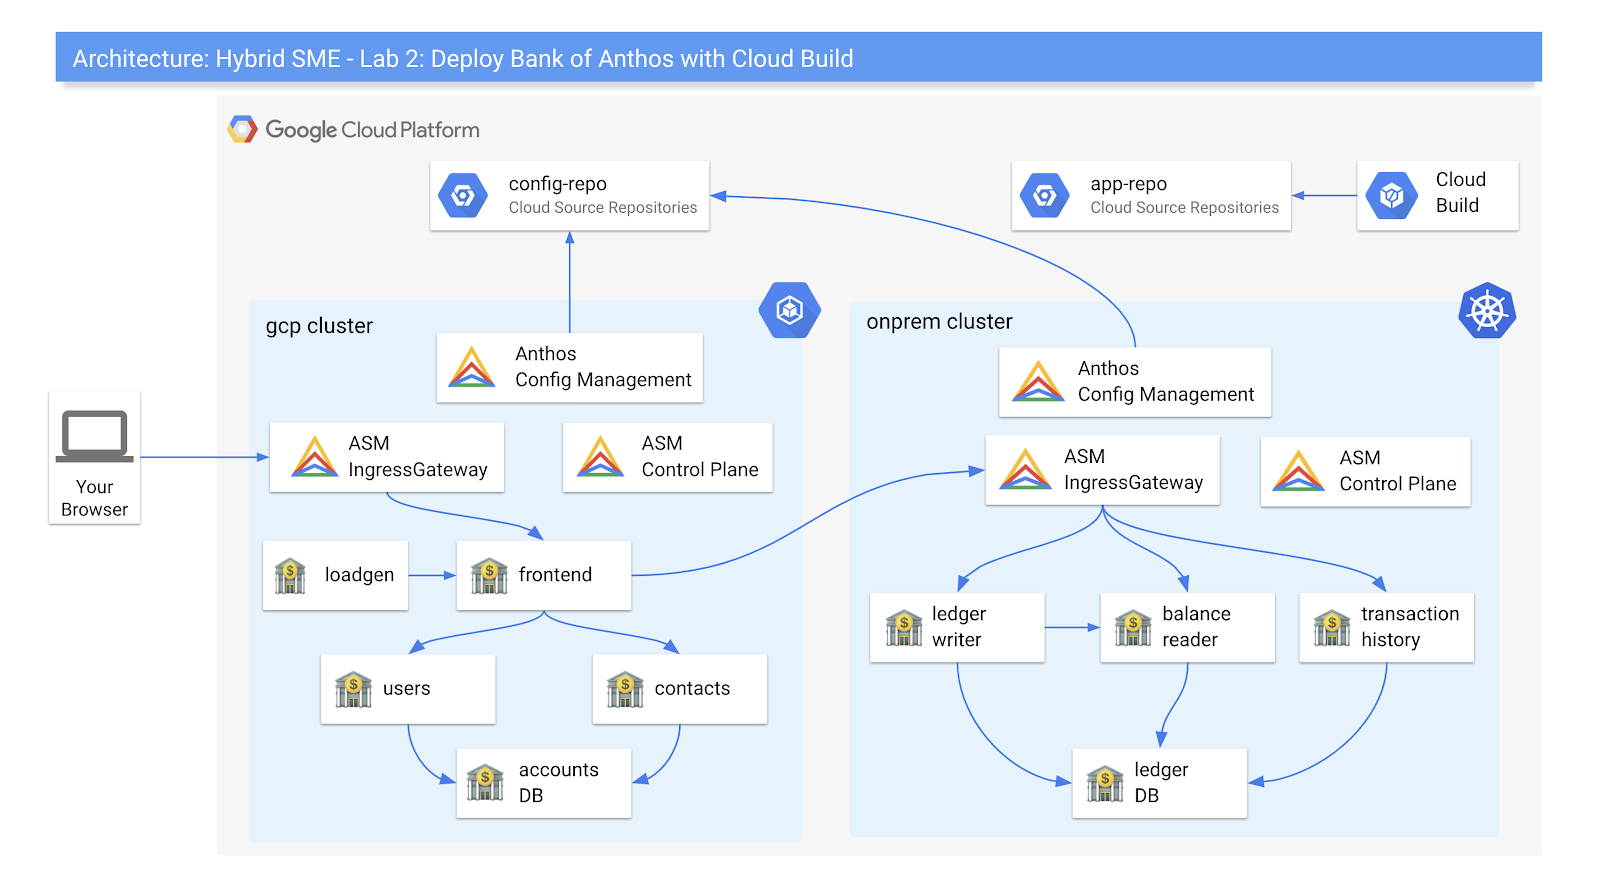 Architecture: Hybrid SME - Lab 2: Deploy Bank of Anthos with Cloud Build
Google Cloud Platform
config-repo
Cloud Source Repositories
app-repo
Cloud Source Repositories
Cloud
Build
gcp cluster
Anthos
Config Management
ASM
IngressGateway
ASM
Control Plane
Your
Browser
loadgen
frontend
users
contacts
accounts
DB
onprem cluster
Anthos
Config Management
ASM
IngressGateway
ASM
Control Plane
ledger
writer
balance
reader
transaction
history
ledger
DB